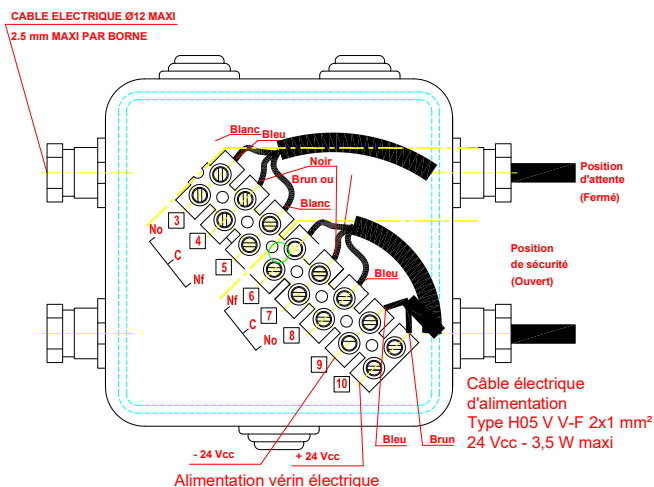 CABLE ELECTRIQUE Ø12 MAXI
2.5 mm MAXI PAR BORNE
Blanc
Bleu
Noir
Brun ou
Blanc
Position
d'attente
(Fermé)
No
C
Nf
3
4
5
Position
de sécurité
(Ouvert)
Bleu
Nf
C
No
6
7
8
9
10
Câble électrique
d'alimentation
Type H05 V V-F 2x1 mm²
24 Vcc - 3,5 W maxi
Bleu
Brun
- 24 Vcc
+ 24 Vcc
Alimentation vérin électrique